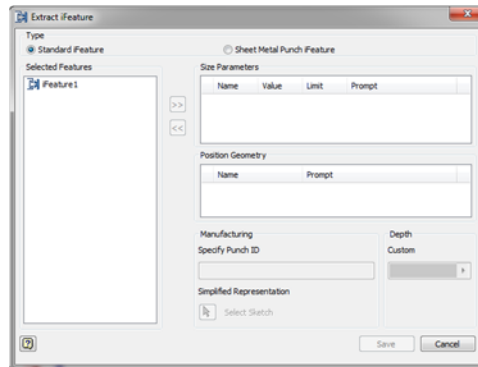 Extract iFeature
Type
Standard iFeature
Sheet Metal Punch iFeature
Selected Features
iFeature1
>>
<<
Size Parameters
Name Value Limit Prompt
Position Geometry
Name Prompt
Manufacturing
Specify Punch ID
Simplified Representation
Select Sketch
Depth
Custom
Save Cancel